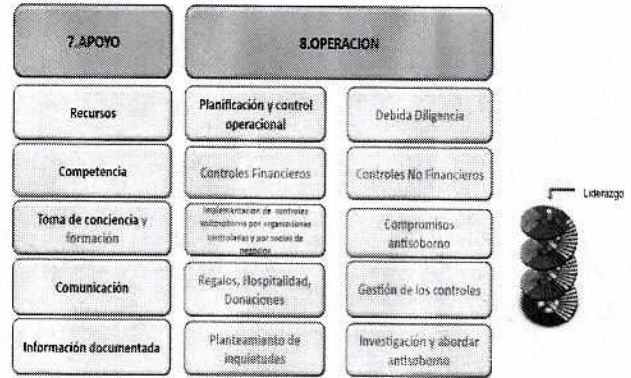 7.APOYO
8.OPERACION
Recursos
Planificación y control
operacional
Debida Diligencia
Competencia
Controles Financieros
Controles No Financieros
Toma de conciencia y
formación
Implementación de controles
antisoborno por organizaciones
controladas y por socios de
negocios
Compromisos
antisoborno
Comunicación
Regalos, Hospitalidad,
Donaciones
Gestión de los controles
Información documentada
Planteamiento de
inquietudes
Investigación y abordar
antisoborno
Liderazgo